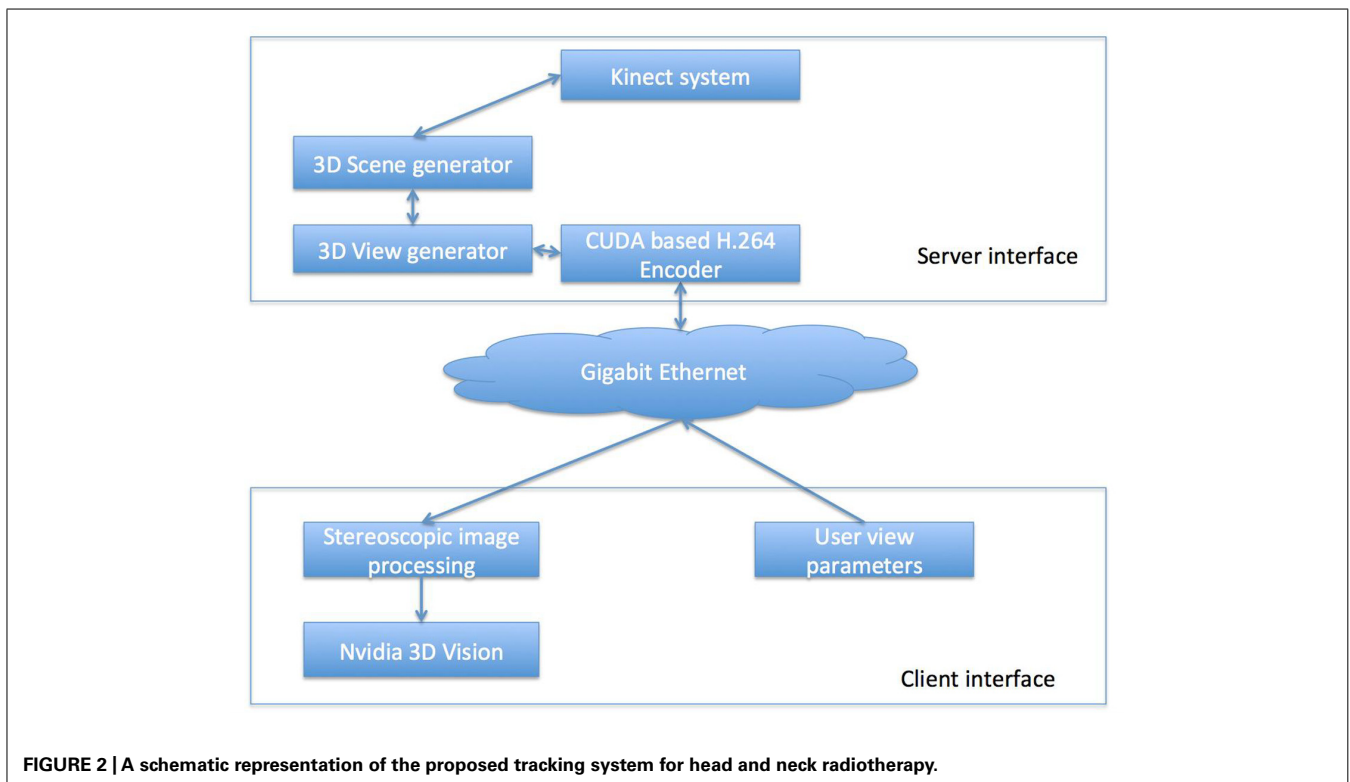 Kinect system
3D Scene generator
3D View generator
CUDA based H.264
Encoder
Server interface
Gigabit Ethernet
Stereoscopic image
processing
User view
parameters
Nvidia 3D Vision
Client interface
FIGURE 2 | A schematic representation of the proposed tracking system for head and neck radiotherapy.